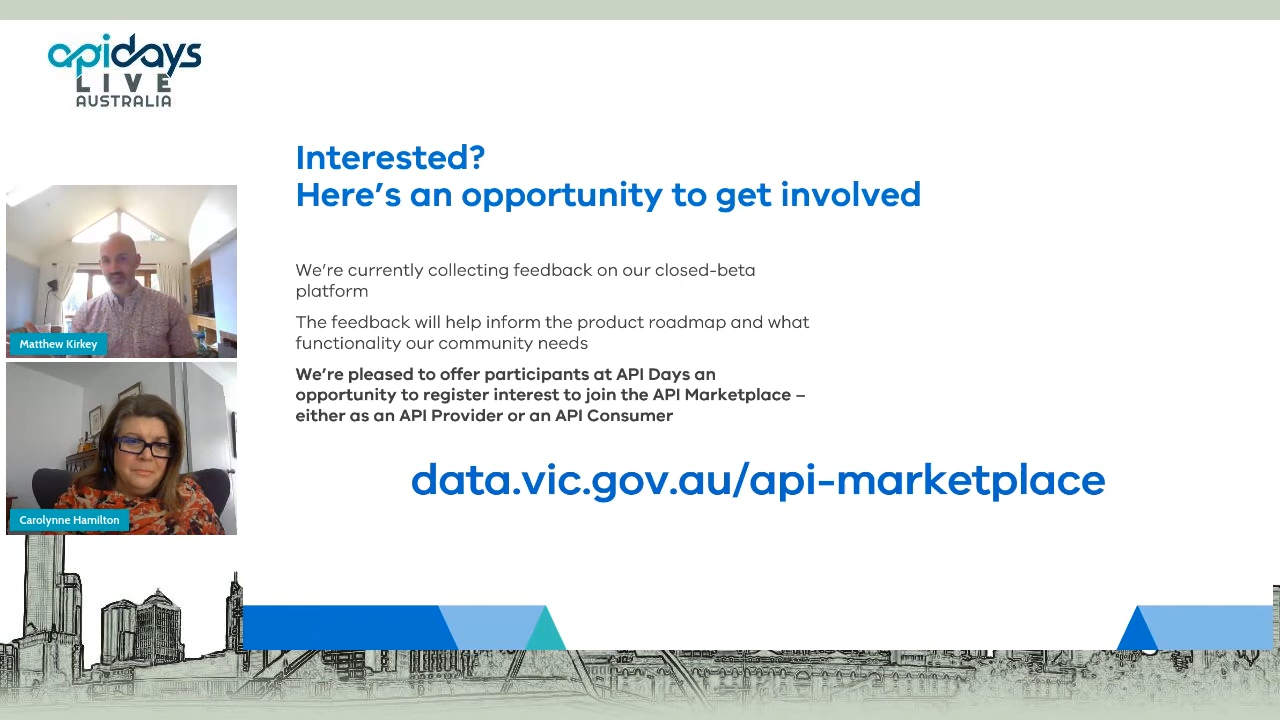 apidays
LIVE
AUSTRALIA
Interested?
Here's an opportunity to get involved
We're currently collecting feedback on our closed-beta
platform
The feedback will help inform the product roadmap and what
functionality our community needs
We're pleased to offer participants at API Days an
opportunity to register interest to join the API Marketplace –
either as an API Provider or an API Consumer
data.vic.gov.au/api-marketplace
Matthew Kirkey
Carolynne Hamilton